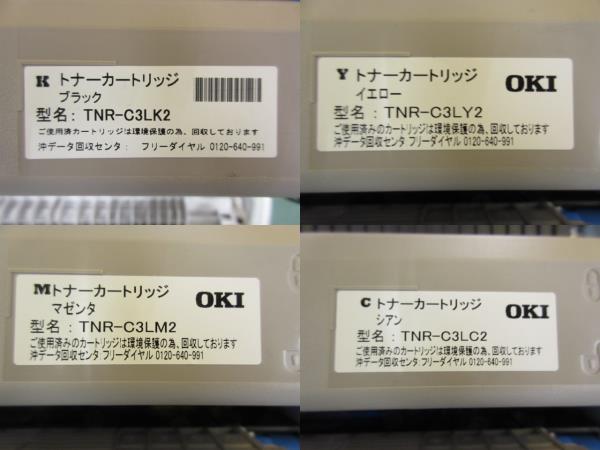 K トナーカートリッジ
ブラック
型名: TNR-C3LK2
ご使用済カートリッジは環境保護の為、回収しております
沖データ回収センタ: フリーダイヤル 0120-640-991
Y トナーカートリッジ OKI
イエロー
型名: TNR-C3LY2
ご使用済みのカートリッジは環境保護の為、回収しております
沖データ回収センタ フリーダイヤル 0120-640-991
M トナーカートリッジ OKI
マゼンタ
型名: TNR-C3LM2
ご使用済みのカートリッジは環境保護の為、回収しております
沖データ回収センタ フリーダイヤル 0120-640-991
C トナーカートリッジ OKI
シアン
型名: TNR-C3LC2
ご使用済みのカートリッジは環境保護の為、回収しております
沖データ回収センタ フリーダイヤル 0120-640-991